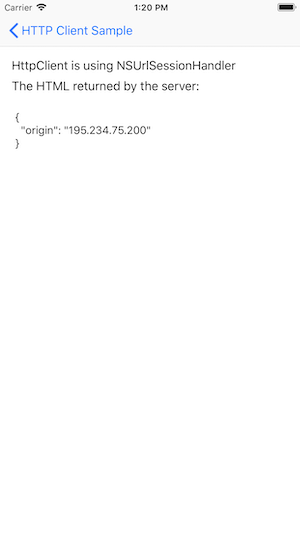 Carrier 1:20 PM
HTTP Client Sample
HttpClient is using NSUrlSessionHandler
The HTML returned by the server:
{
"origin": "195.234.75.200"
}